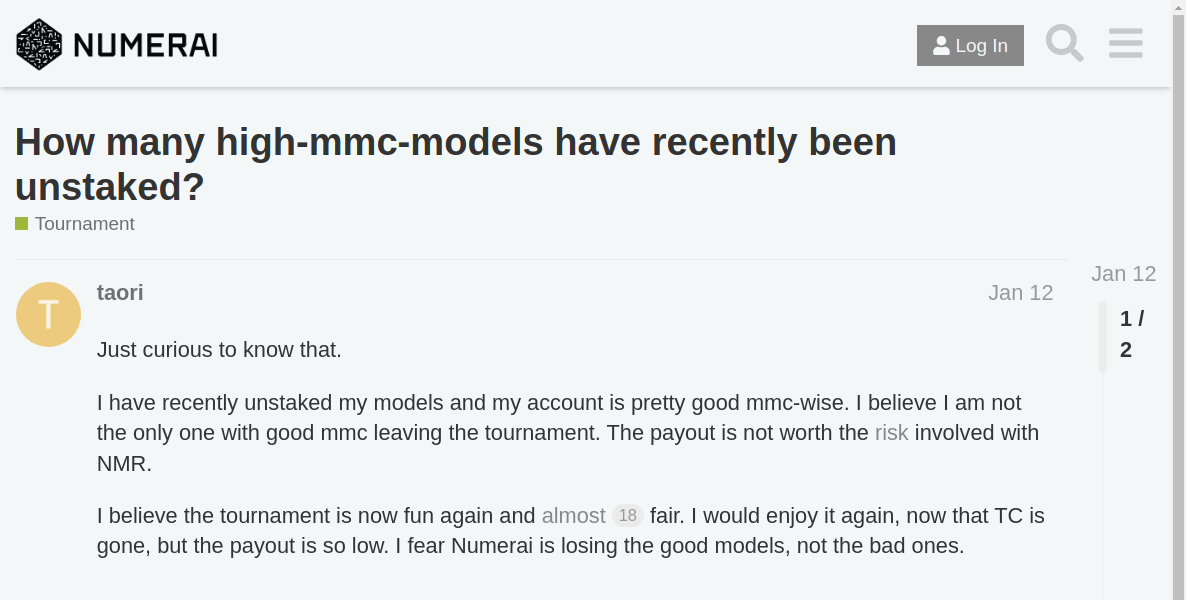 NUMERAI
Log In
How many high-mmc-models have recently been
unstaked?
Tournament
Jan 12
T
taori
Jan 12
1 /
2
Just curious to know that.
I have recently unstaked my models and my account is pretty good mmc-wise. I believe I am not
the only one with good mmc leaving the tournament. The payout is not worth the risk involved with
NMR.
I believe the tournament is now fun again and almost 18 fair. I would enjoy it again, now that TC is
gone, but the payout is so low. I fear Numerai is losing the good models, not the bad ones.